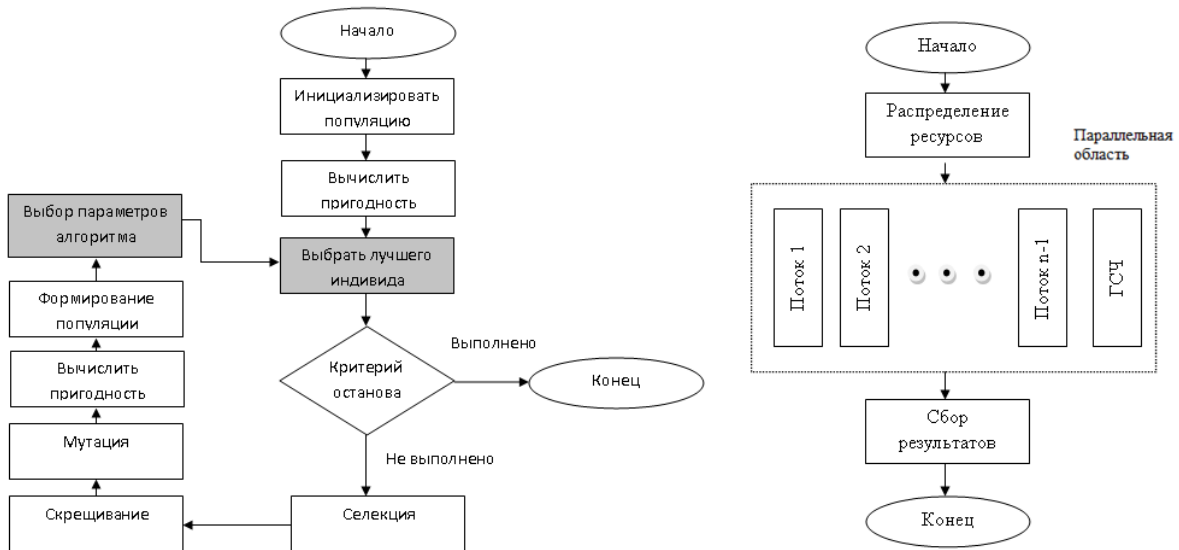 Начало
Инициализировать
популяцию
Вычислить
пригодность
Выбрать лучшего
индивида
Критерий
останова
Выполнено
Конец
Не выполнено
Селекция
Скрещивание
Мутация
Вычислить
пригодность
Формирование
популяции
Выбор параметров
алгоритма
Начало
Распределение
ресурсов
Параллельная
область
Поток 1
Поток 2
Поток n-1
ГСЧ
Сбор
результатов
Конец